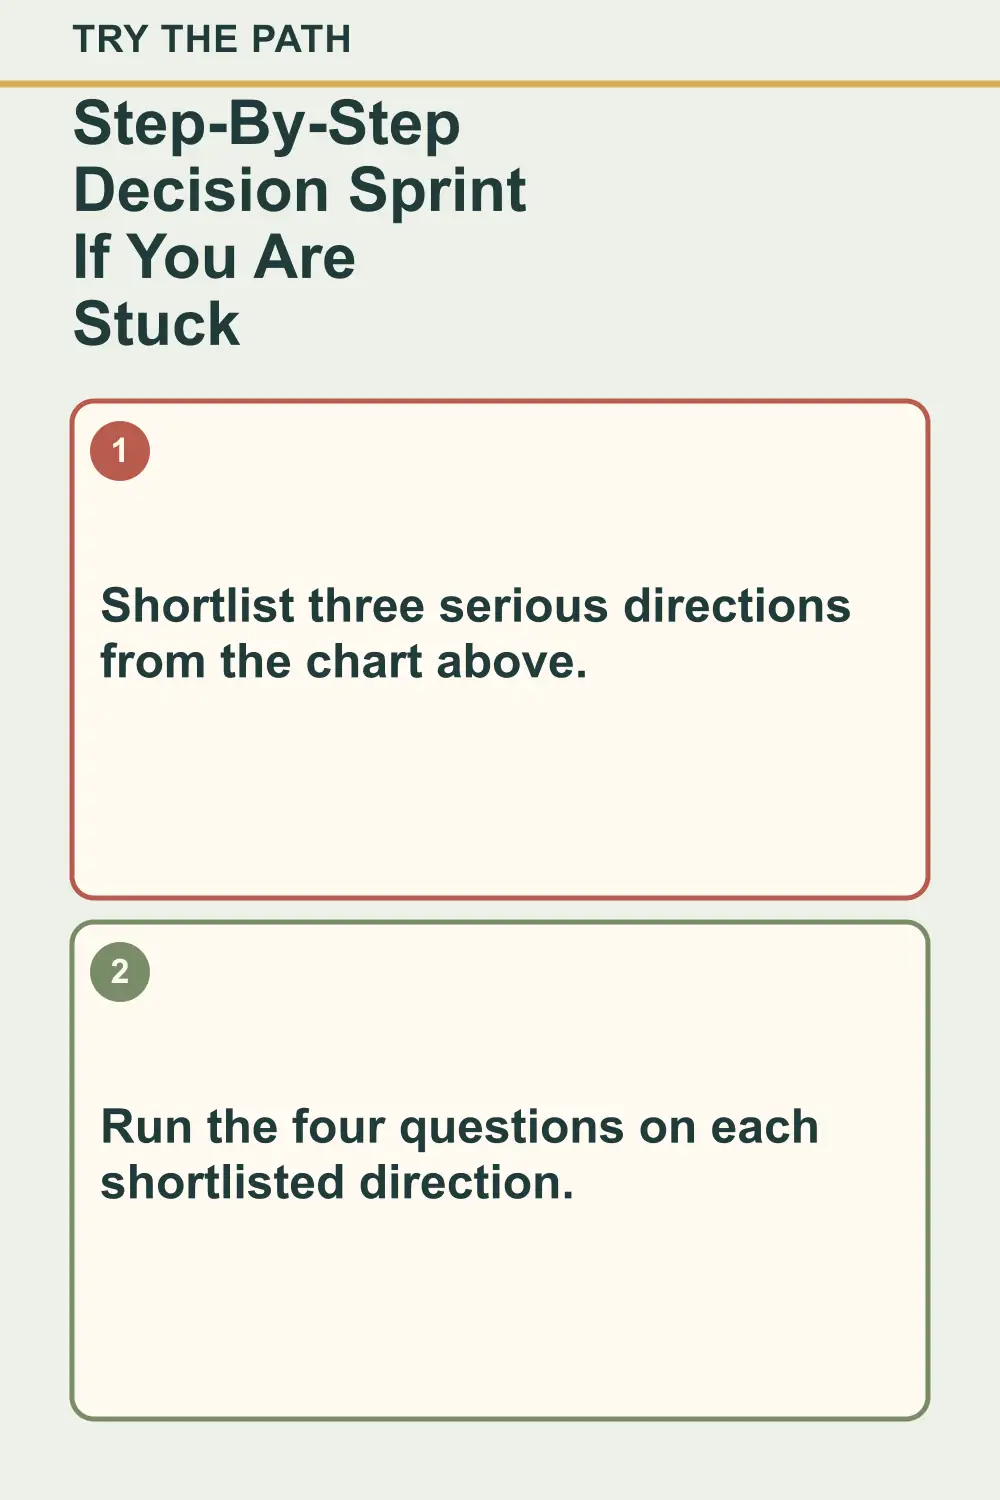 TRY THE PATH
Step-By-Step
Decision Sprint
If You Are
Stuck
1
Shortlist three serious directions
from the chart above.
2
Run the four questions on each
shortlisted direction.